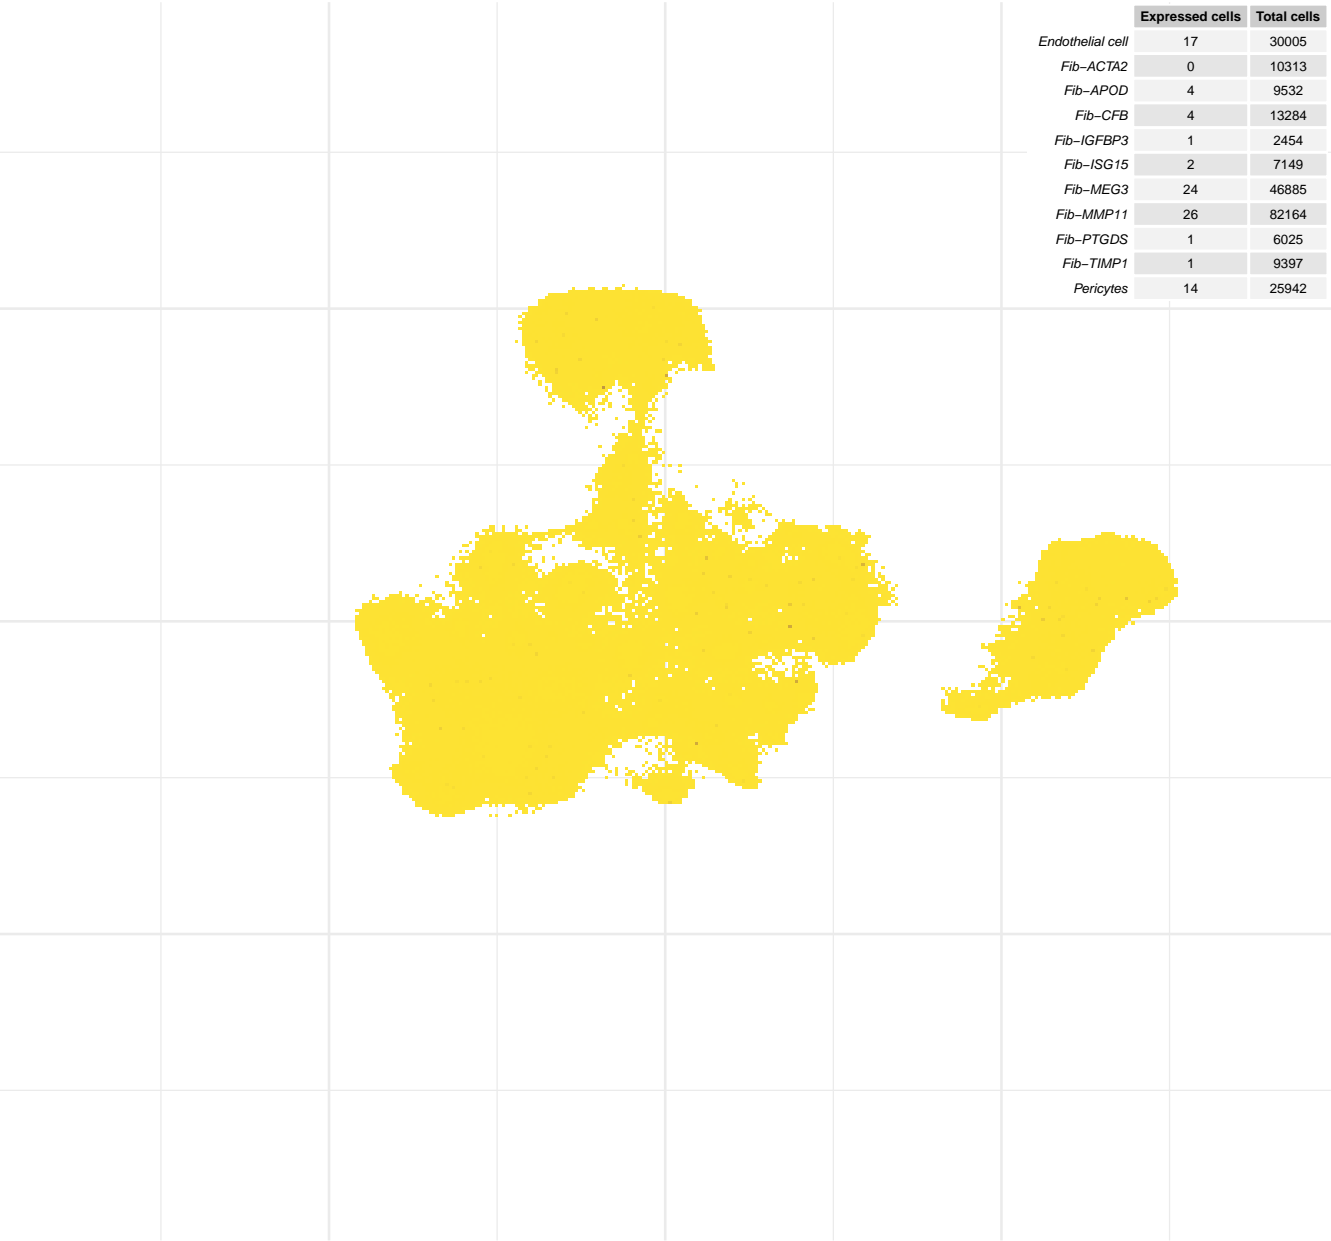 Expressed cells Total cells
Endothelial cell 17 30005
Fib−ACTA2 0 10313
Fib−APOD 4 9532
Fib−CFB 4 13284
Fib−IGFBP3 1 2454
Fib−ISG15 2 7149
Fib−MEG3 24 46885
Fib−MMP11 26 82164
Fib−PTGDS 1 6025
Fib−TIMP1 1 9397
Pericytes 14 25942